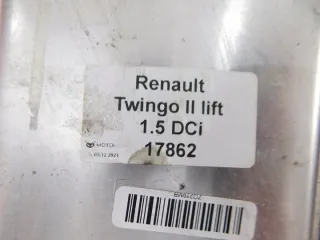 Renault
Twingo II lift
1.5 DCi
17862